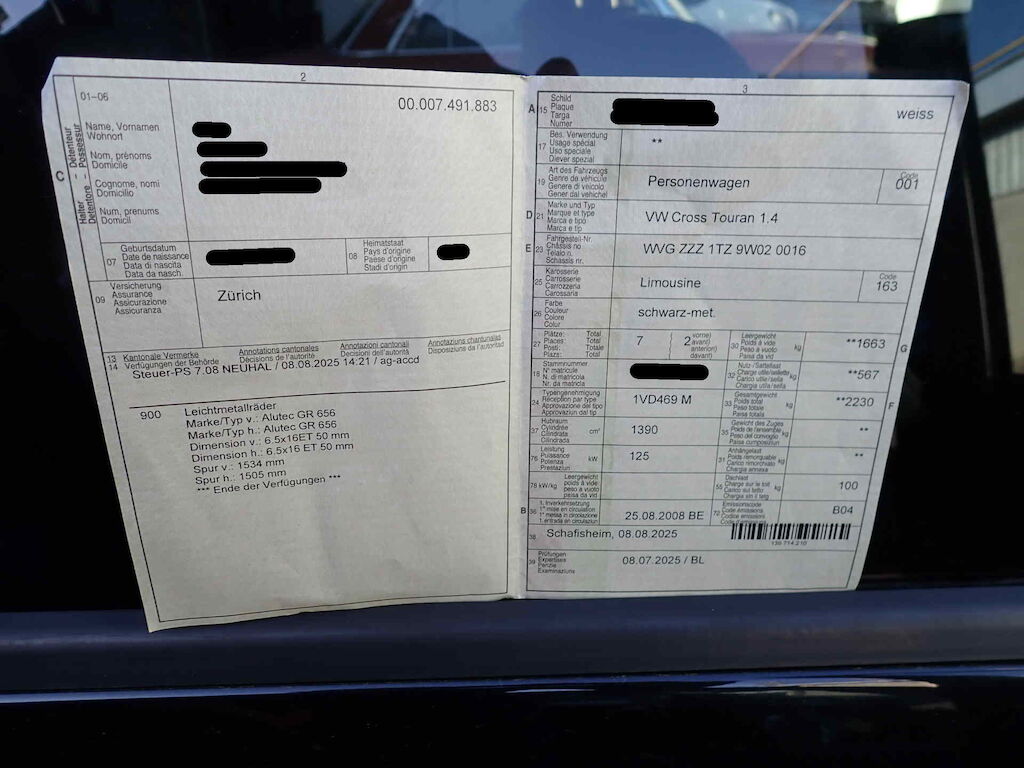 2
01-06
00.007.491.883
C
Halter - Détenteur
Detentore - Possessur
Name, Vornamen
Wohnort
Nom, prénoms
Domicile
Cognome, nomi
Domicilio
Num, prenums
Domicil
07
Geburtsdatum
Date de naissance
Data di nascita
Data da nasch.
08
Heimatstaat
Pays d'origine
Paese d'origine
Stadi d'origin
09
Versicherung
Assurance
Assicurazione
Assicuranza
Zürich
13
14
Kantonale Vermerke
Verfügungen der Behörde
Annotations cantonales
Décisions de l'autorité
Annotazioni cantonali
Decisioni dell'autorità
Annotaziuns chantunalas
Disposiziuns da l'autoritad
Steuer-PS 7.08 NEUHAL / 08.08.2025 14:21 / ag-accd
900 Leichtmetallräder
Marke/Typ v.: Alutec GR 656
Marke/Typ h.: Alutec GR 656
Dimension v.: 6.5x16ET 50 mm
Dimension h.: 6.5x16 ET 50 mm
Spur v.: 1534 mm
Spur h.: 1505 mm
*** Ende der Verfügungen ***
3
A 15
Schild
Plaque
Targa
Numer
weiss
17
Bes. Verwendung
Usage spécial
Uso speciale
Diever spezial
**
19
Art des Fahrzeugs
Genre de véhicule
Genere di veicolo
Gener dal vehichel
Personenwagen
Code
001
D 21
Marke und Typ
Marque et type
Marca e tipo
Marca e tip
VW Cross Touran 1.4
E 23
Fahrgestell-Nr.
Châssis no
Telaio n.
Schassis nr.
WVG ZZZ 1TZ 9W02 0016
25
Karosserie
Carrosserie
Carrozzeria
Carossaria
Limousine
Code
163
26
Farbe
Couleur
Colore
Colur
schwarz-met.
27
Plätze: Total
Places: Total
Posti: Totale
Plazs: Total
7
2
vorne)
avant)
anteriori)
davant)
30
Leergewicht
Poids à vide
Peso a vuoto
Paisa da vid
kg
**1663
G
18
Stammnummer
N° matricule
N. di matricola
Nr. da matricla
32
Nutz-/Sattellast
Charge utile/sellette
Carico utile/sella
Chargia utila/sella
kg
**567
24
Typengenehmigung
Réception par type
Approvazione del tipo
Approvaziun dal tip
1VD469 M
33
Gesamtgewicht
Poids total
Peso totale
Paisa totala
kg
**2230
F
37
Hubraum
Cylindrée
Cilindrata
Cilindrada
cm³
1390
35
Gewicht des Zuges
Poids de l'ensemble
Peso del convoglio
Paisa cumposiziun
kg
**
76
Leistung
Puissance
Potenza
Prestaziun
kW
125
31
Anhängelast
Poids remorquable
Carico rimorchiato
Chargia annexa
kg
**
78 kW/kg
Leergewicht
poids à vide
peso a vuoto
paisa da vid
55
Dachlast
Charge sur le toit
Carico sul tetto
Chargia sin il tetg
kg
100
B 36
1. Inverkehrsetzung
1re mise en circulation
1a messa in circolazione
1. entrada en circulaziun
25.08.2008 BE
72
Emissionscode
Code émissions
Codice emissioni
B04
38
Schafisheim, 08.08.2025
39
Prüfungen
Expertises
Perizie
Examinaziuns
08.07.2025 / BL